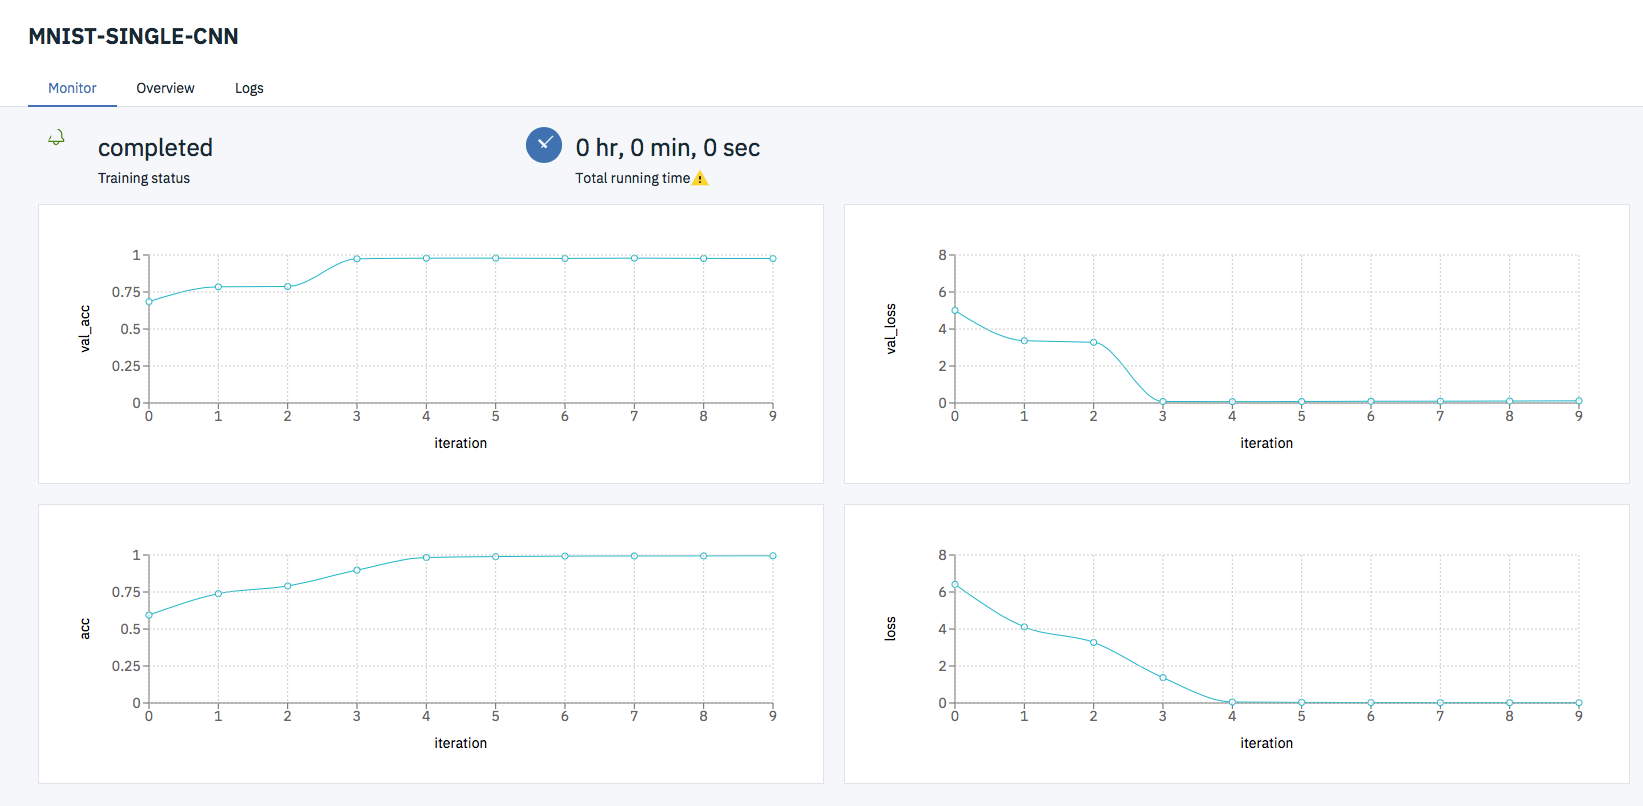 MNIST-SINGLE-CNN
Monitor Overview Logs
completed
Training status
0 hr, 0 min, 0 sec
Total running time
val_acc
1
0.75
0.5
0.25
0
0 1 2 3 4 5 6 7 8 9
iteration
val_loss
8
6
4
2
0
0 1 2 3 4 5 6 7 8 9
iteration
acc
1
0.75
0.5
0.25
0
0 1 2 3 4 5 6 7 8 9
iteration
loss
8
6
4
2
0
0 1 2 3 4 5 6 7 8 9
iteration